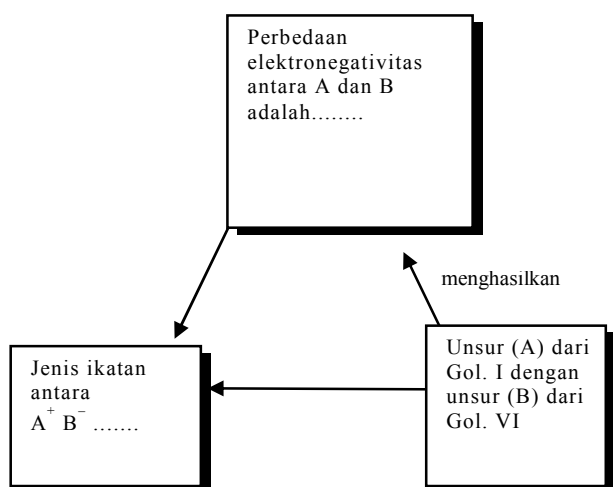 Perbedaan
elektronegativitas
antara A dan B
adalah........
menghasilkan
Jenis ikatan
antara
A⁺ B⁻ .......
Unsur (A) dari
Gol. I dengan
unsur (B) dari
Gol. VI